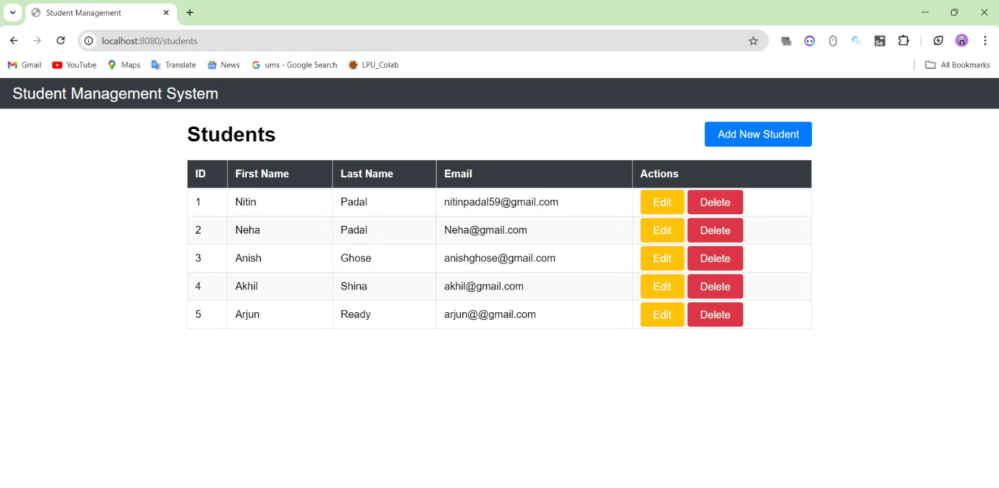 Student Management
localhost:8080/students
Se
Gmail YouTube Maps Translate News ums - Google Search LPU_Colab All Bookmarks
Student Management System
Students Add New Student
ID First Name Last Name Email Actions
1 Nitin Padal nitinpadal59@gmail.com Edit Delete
2 Neha Padal Neha@gmail.com Edit Delete
3 Anish Ghose anishghose@gmail.com Edit Delete
4 Akhil Shina akhil@gmail.com Edit Delete
5 Arjun Ready arjun@@gmail.com Edit Delete